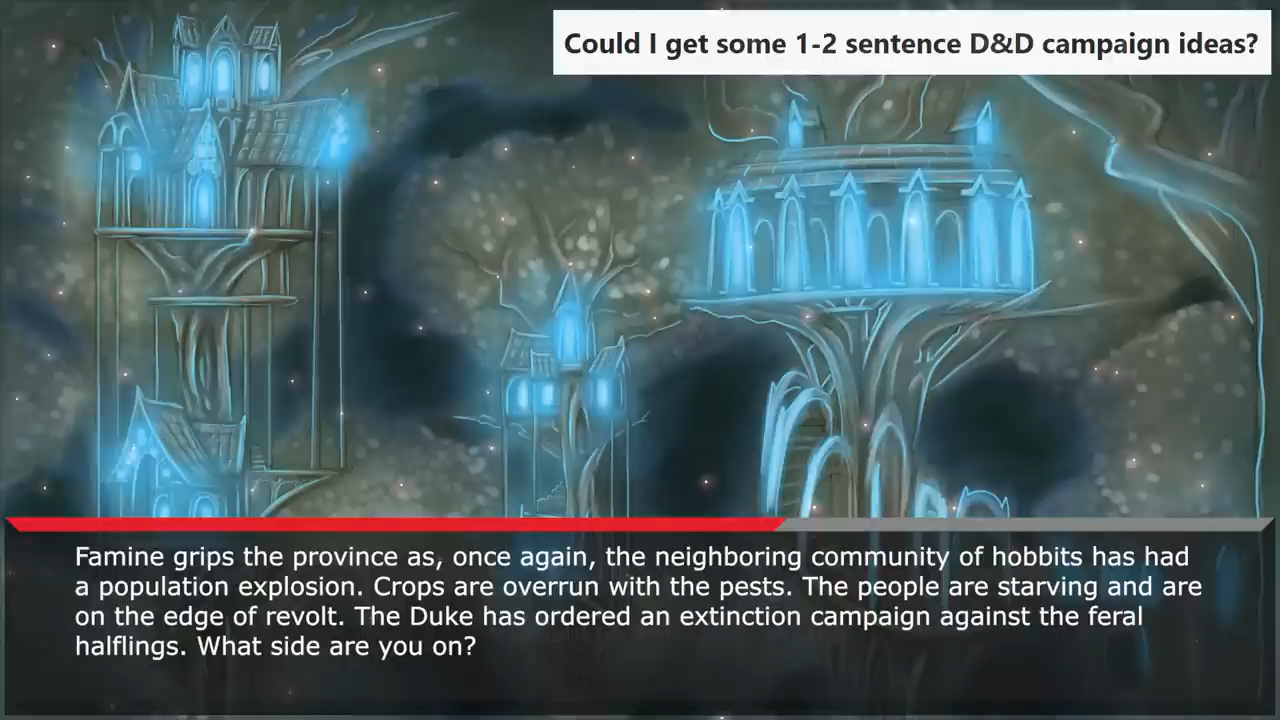 Could I get some 1-2 sentence D&D campaign ideas?
Famine grips the province as, once again, the neighboring community of hobbits has had
a population explosion. Crops are overrun with the pests. The people are starving and are
on the edge of revolt. The Duke has ordered an extinction campaign against the feral
halflings. What side are you on?